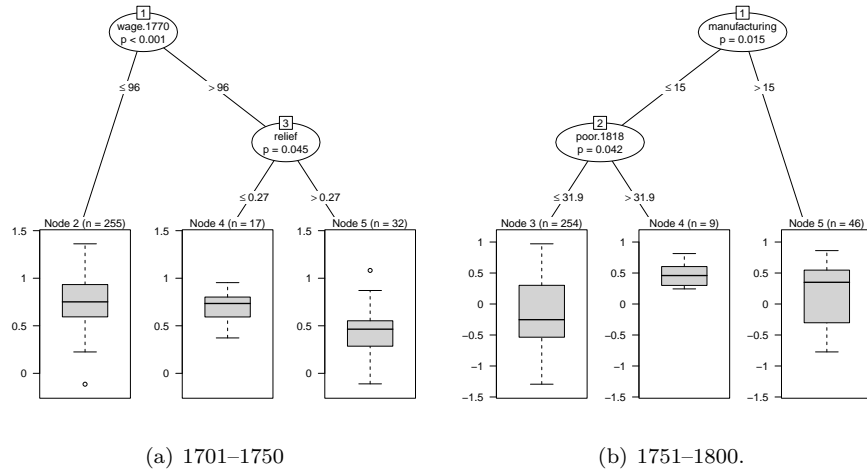 1
wage.1770
p < 0.001
≤ 96
> 96
3
relief
p = 0.045
≤ 0.27
> 0.27
Node 2 (n = 255)
1.5
1
0.5
0
Node 4 (n = 17)
1.5
1
0.5
0
Node 5 (n = 32)
1.5
1
0.5
0
(a) 1701–1750
1
manufacturing
p = 0.015
≤ 15
> 15
2
poor.1818
p = 0.042
≤ 31.9
> 31.9
Node 3 (n = 254)
1
0.5
0
−0.5
−1
−1.5
Node 4 (n = 9)
1
0.5
0
−0.5
−1
−1.5
Node 5 (n = 46)
1
0.5
0
−0.5
−1
−1.5
(b) 1751–1800.